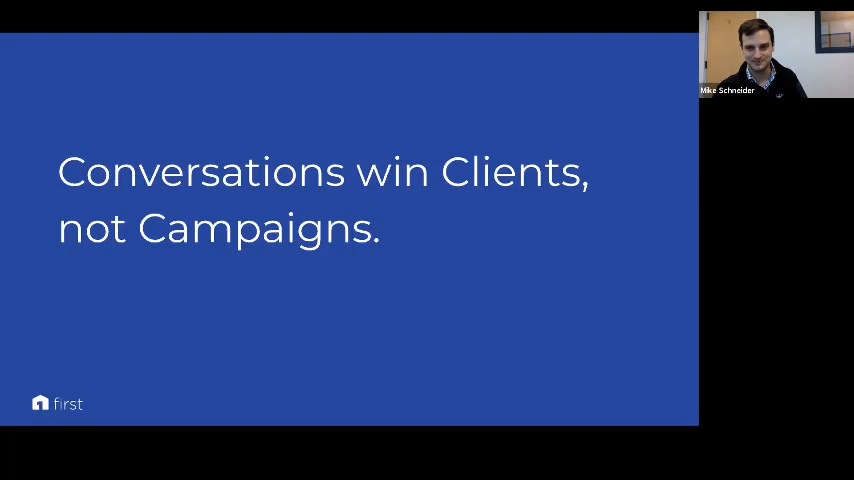 Conversations win Clients,
not Campaigns.
first
Mike Schneider